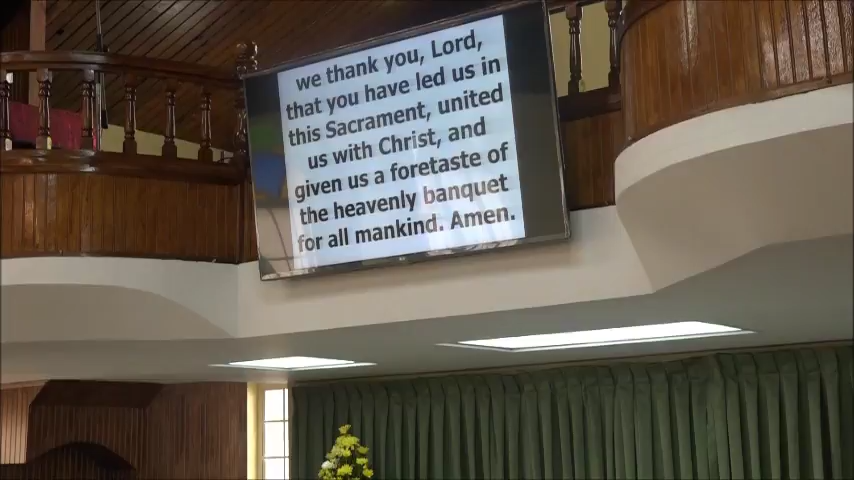 we thank you, Lord,
that you have led us in
this Sacrament, united
us with Christ, and
given us a foretaste of
the heavenly banquet
for all mankind. Amen.